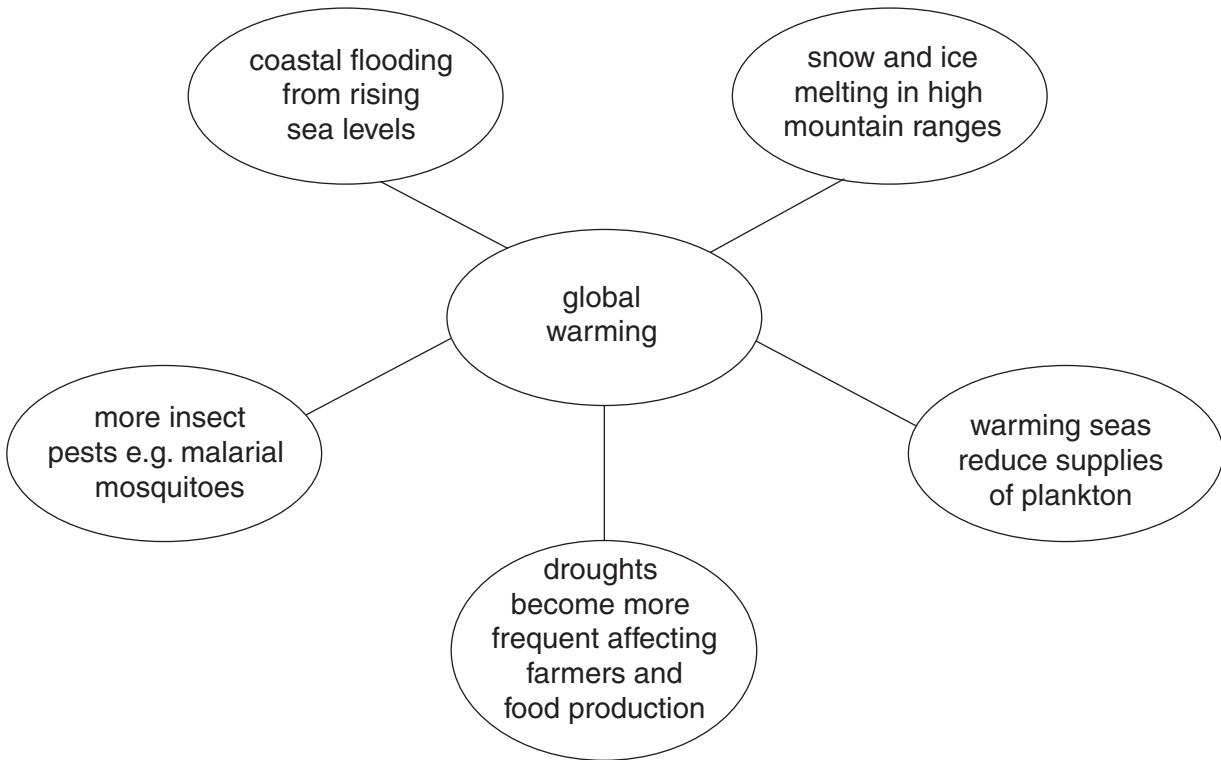 coastal flooding
from rising
sea levels
snow and ice
melting in high
mountain ranges
global
warming
more insect
pests e.g. malarial
mosquitoes
warming seas
reduce supplies
of plankton
droughts
become more
frequent affecting
farmers and
food production